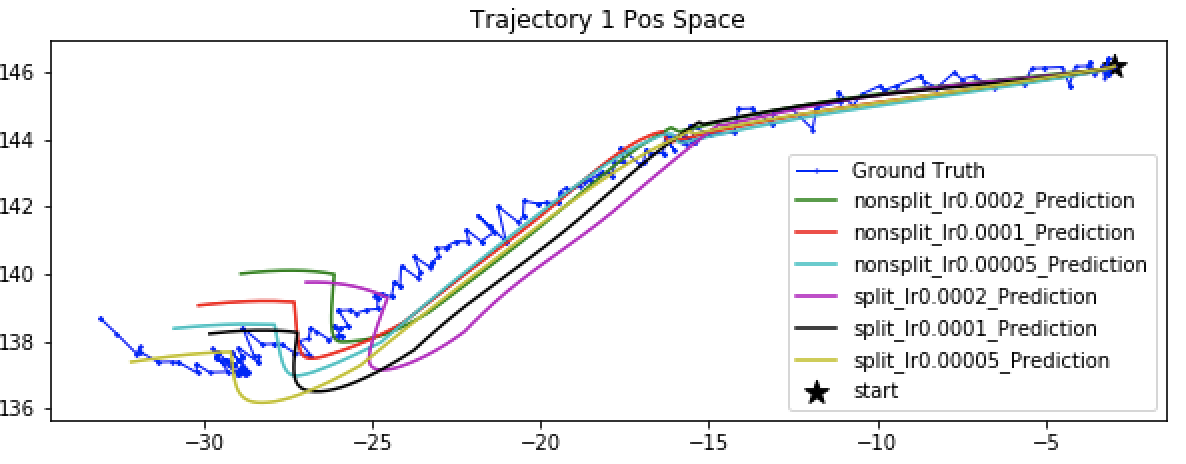 Trajectory 1 Pos Space
146
144
142
140
138
136
−30
−25
−20
−15
−10
−5
Ground Truth
nonsplit_lr0.0002_Prediction
nonsplit_lr0.0001_Prediction
nonsplit_lr0.00005_Prediction
split_lr0.0002_Prediction
split_lr0.0001_Prediction
split_lr0.00005_Prediction
start